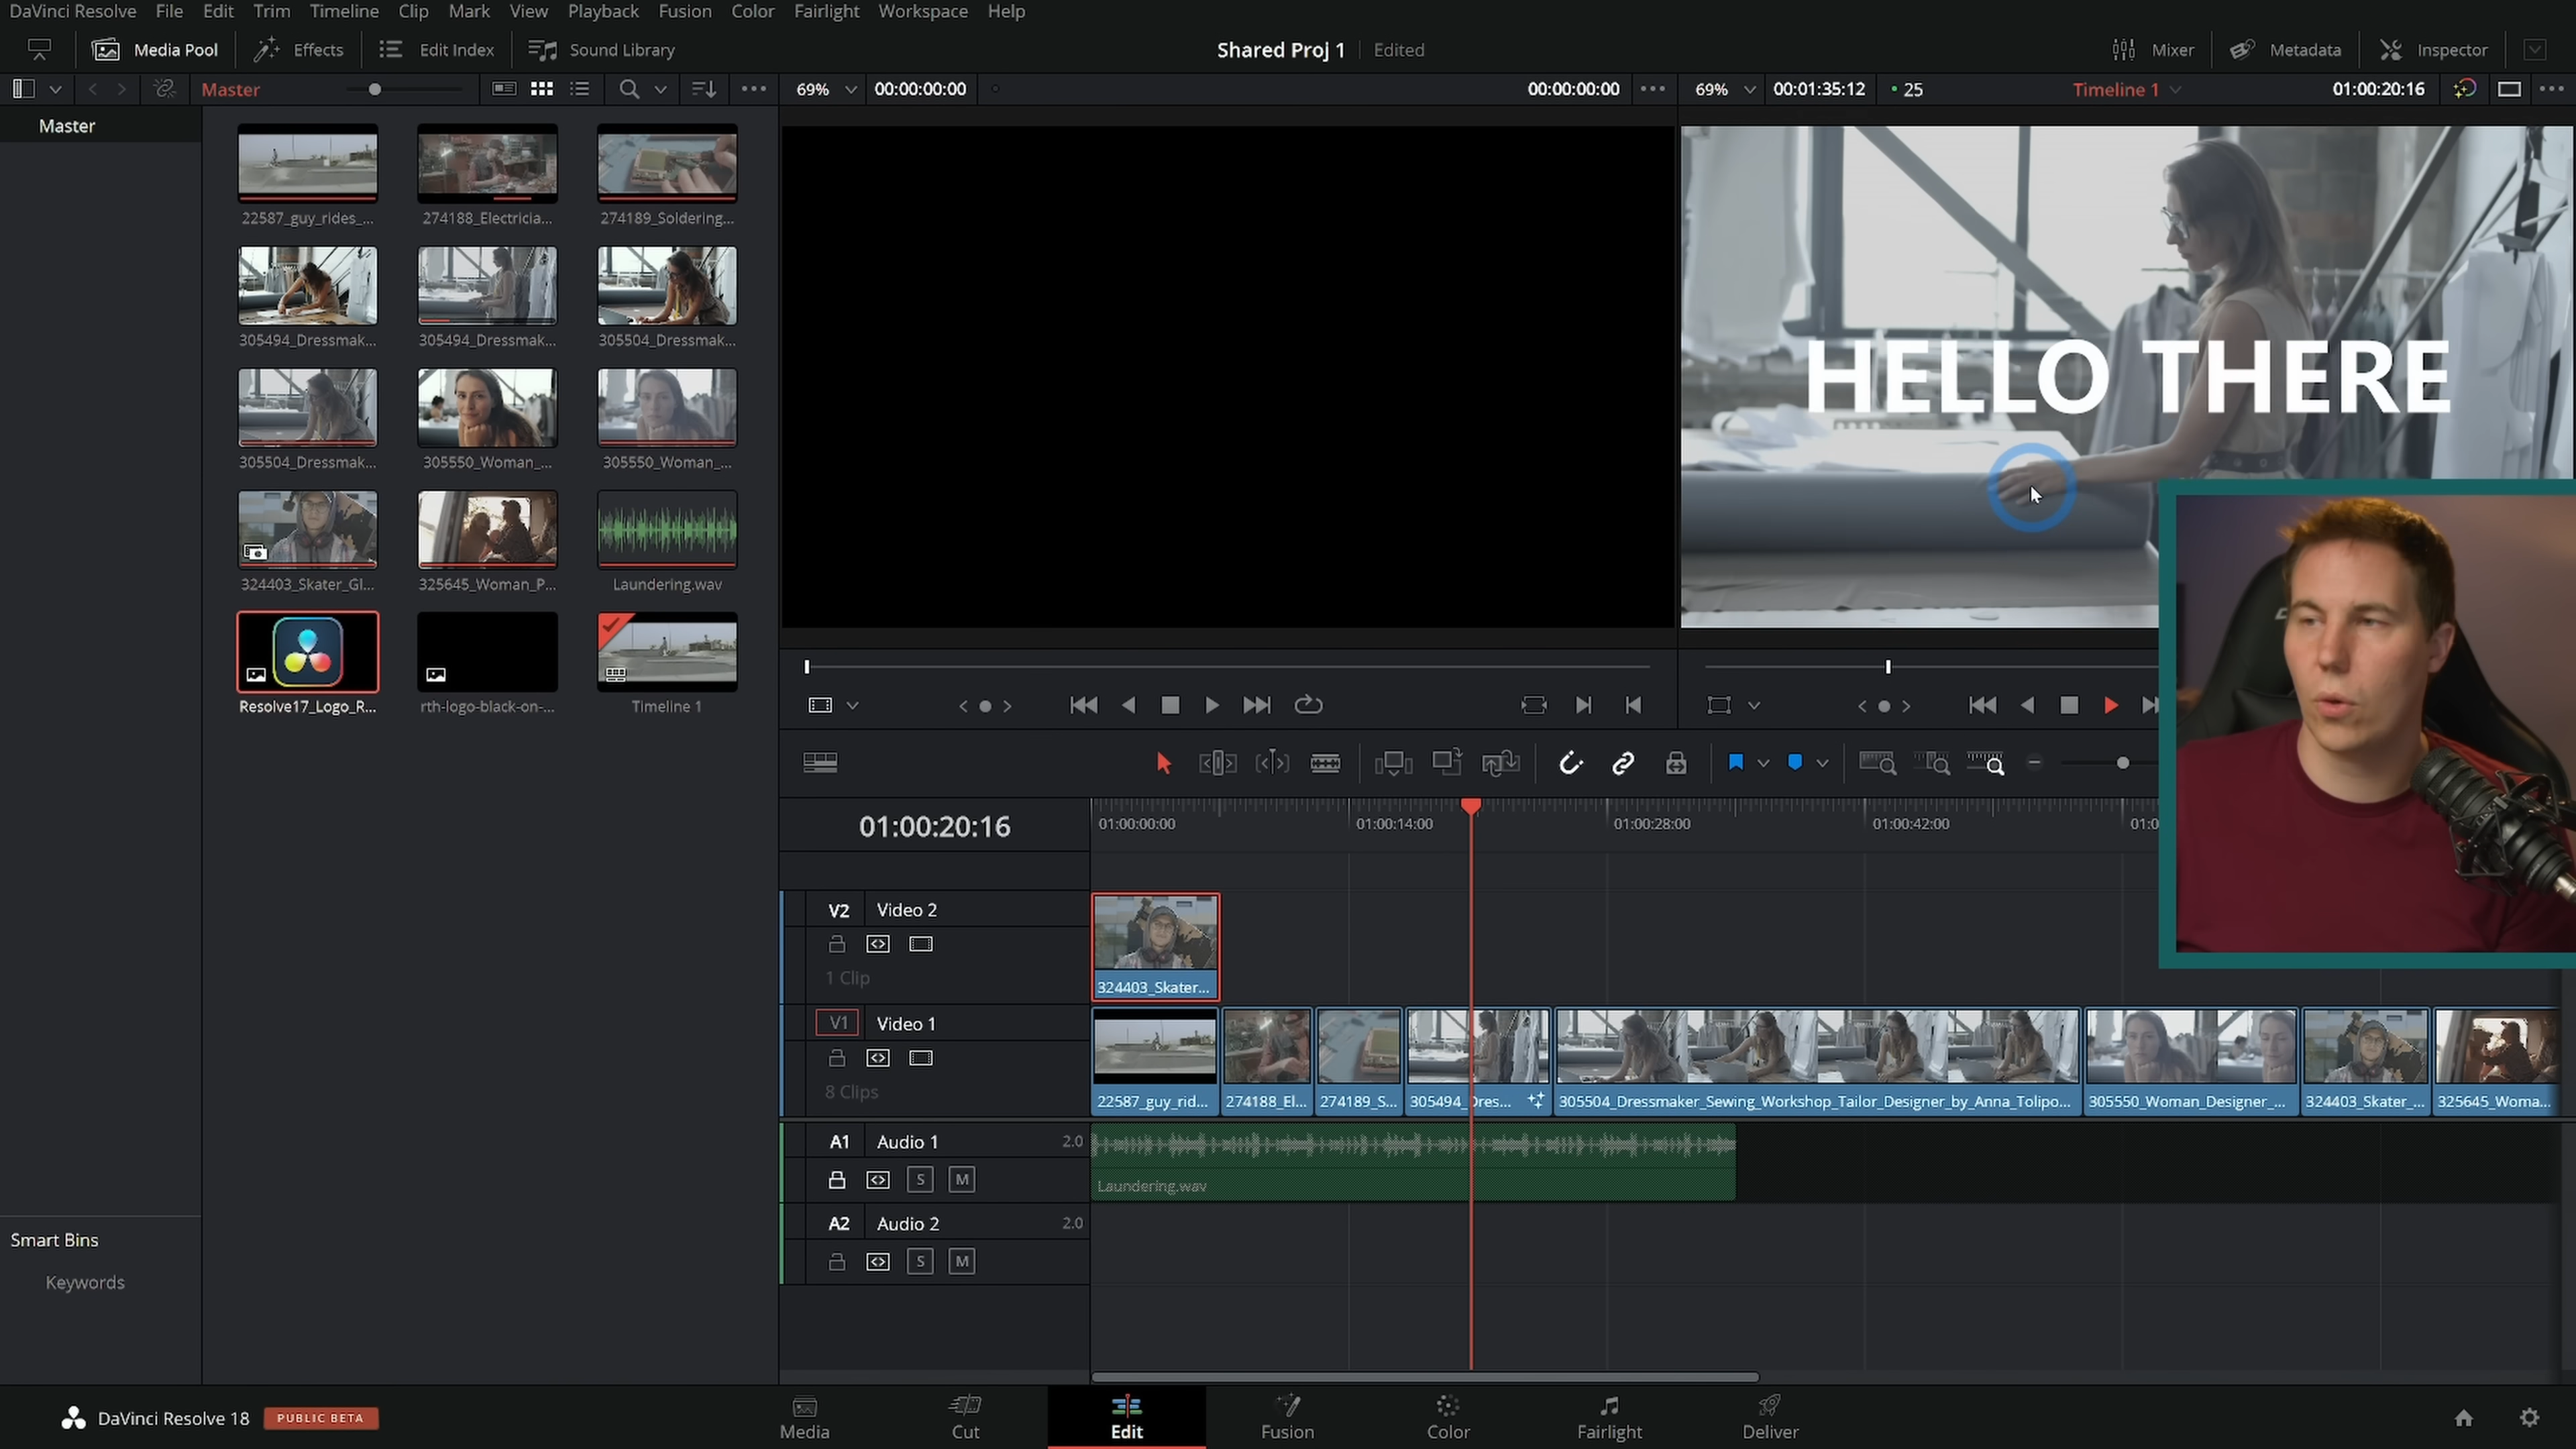 DaVinci Resolve File Edit Trim Timeline Clip Mark View Playback Fusion Color Fairlight Workspace Help
Media Pool Effects Edit Index Sound Library Shared Proj 1 Edited Mixer Metadata Inspector
Master 69% 00:00:00:00 00:00:00:00 69% 00:01:35:12 25 Timeline 1 01:00:20:16
Master
22587_guy_rides_... 274188_Electricia... 274189_Soldering...
305494_Dressmak... 305494_Dressmak... 305504_Dressmak...
HELLO THERE
305504_Dressmak... 305550_Woman_... 305550_Woman_...
324403_Skater_Gl... 325645_Woman_P... Laundering.wav
Resolve17_Logo_R... rth-logo-black-on-... Timeline 1
01:00:20:16 01:00:00:00 01:00:14:00 01:00:28:00 01:00:42:00 01:0
V2 Video 2
1 Clip 324403_Skater...
V1 Video 1
8 Clips 22587_guy_rid... 274188_El... 274189_S... 305494_Dres... 305504_Dressmaker_Sewing_Workshop_Tailor_Designer_by_Anna_Tolipo... 305550_Woman_Designer_... 324403_Skater_... 325645_Woma...
A1 Audio 1 2.0
S M Laundering.wav
A2 Audio 2 2.0
S M
Smart Bins
Keywords
DaVinci Resolve 18 PUBLIC BETA Media Cut Edit Fusion Color Fairlight Deliver